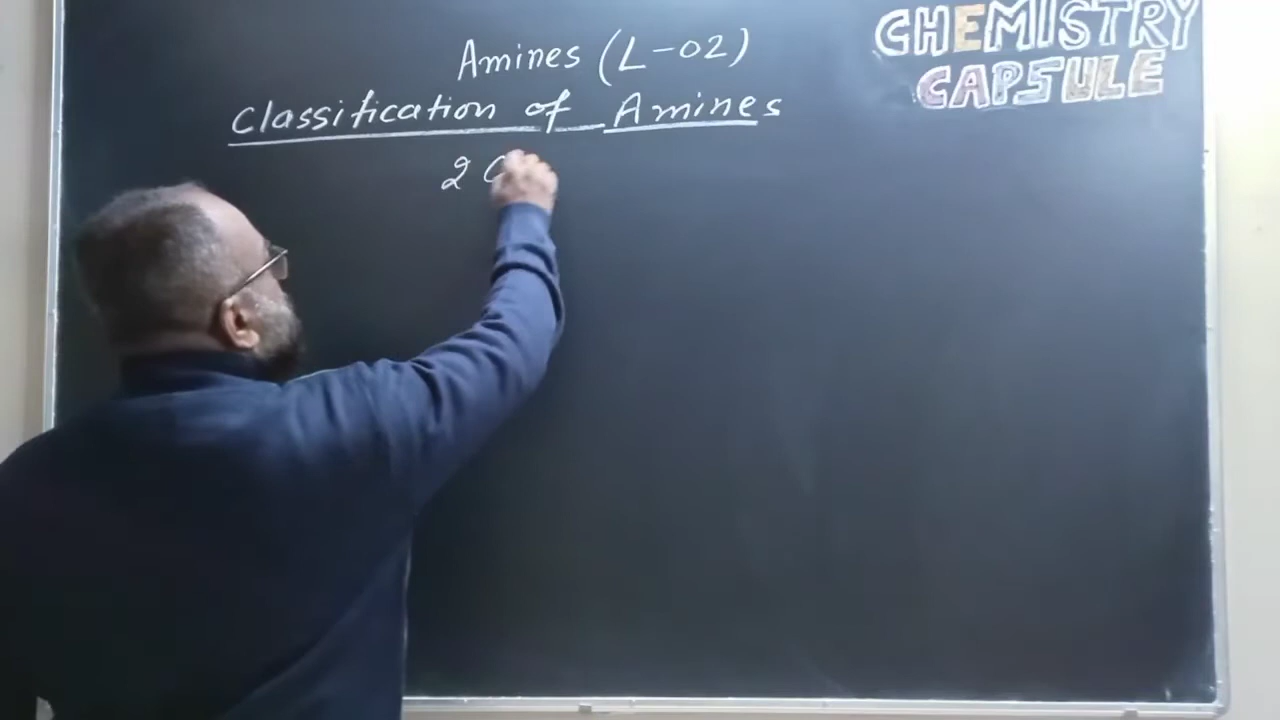 Amines (L-02)
Classification of Amines
2
CHEMISTRY
CAPSULE